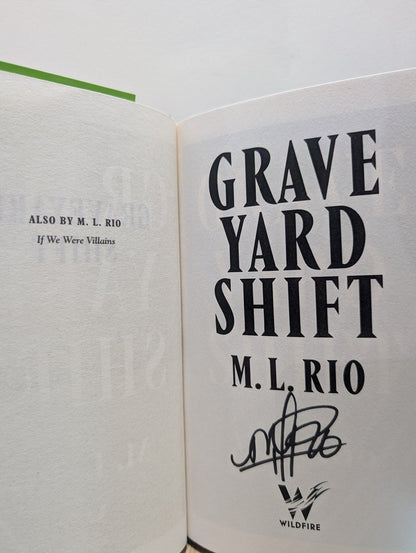 ALSO BY M. L. RIO
If We Were Villains
GRAVE
YARD
SHIFT
M. L. RIO
WILDFIRE